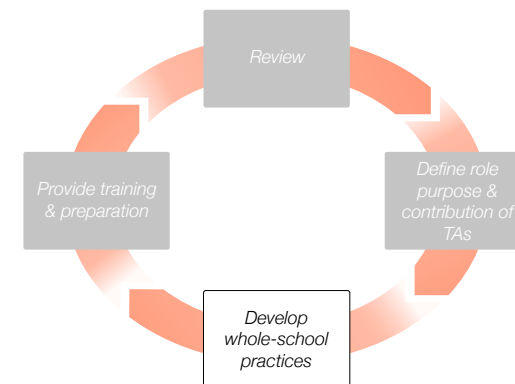 Review
Define role
purpose &
contribution of
TAs
Provide training
& preparation
Develop
whole-school
practices